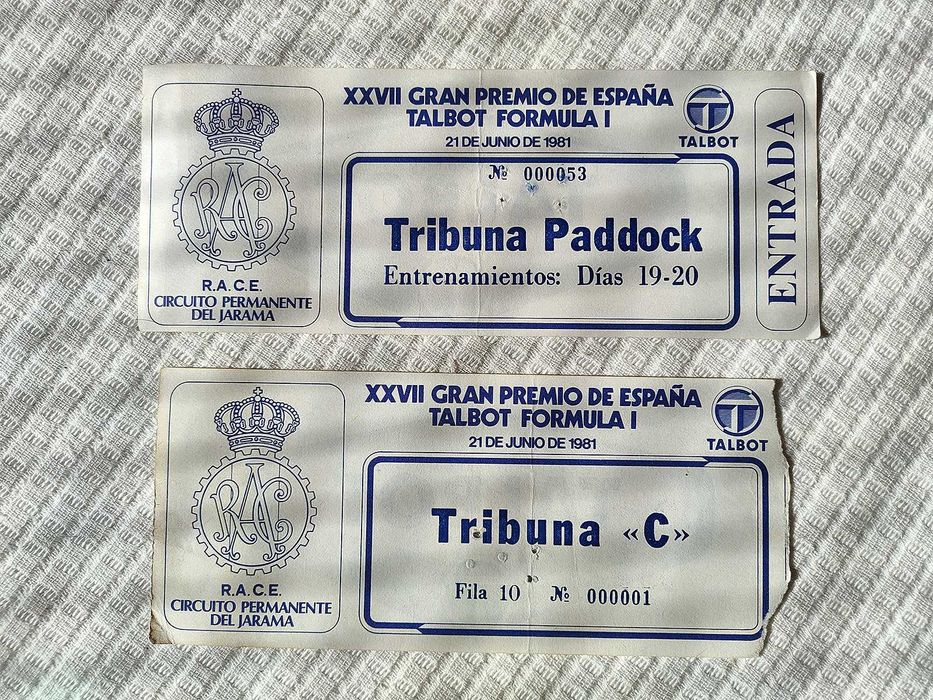 XXVII GRAN PREMIO DE ESPAÑA
TALBOT FORMULA I
21 DE JUNIO DE 1981
TALBOT
RAC
R.A.C.E.
CIRCUITO PERMANENTE
DEL JARAMA
№ 000053
Tribuna Paddock
Entrenamientos: Días 19-20
ENTRADA
XXVII GRAN PREMIO DE ESPAÑA
TALBOT FORMULA I
21 DE JUNIO DE 1981
TALBOT
RAC
R.A.C.E.
CIRCUITO PERMANENTE
DEL JARAMA
Tribuna «C»
Fila 10 № 000001